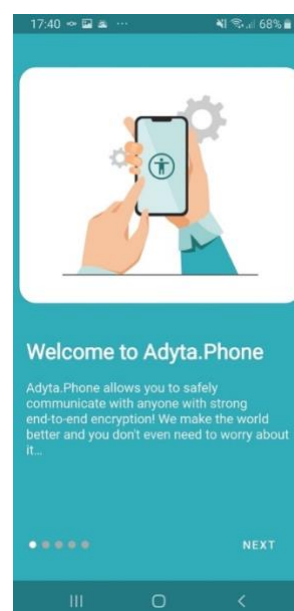 17:40 ... 68%
Welcome to Adyta.Phone
Adyta.Phone allows you to safely
communicate with anyone with strong
end-to-end encryption! We make the world
better and you don't even need to worry about
it...
NEXT